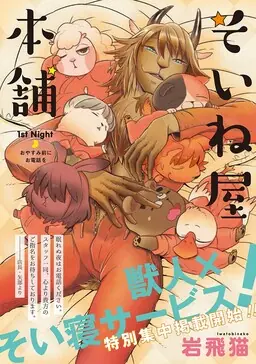 そいね屋
本舗
1st Night
おやすみ前に
お電話を
眠れぬ夜はお電話ください。
スタッフ一同、心より貴方の
ご指名をお待ちしております。
獣人×
そい寝サービス!
特別集中掲載開始!
岩飛猫
Iwatobineko